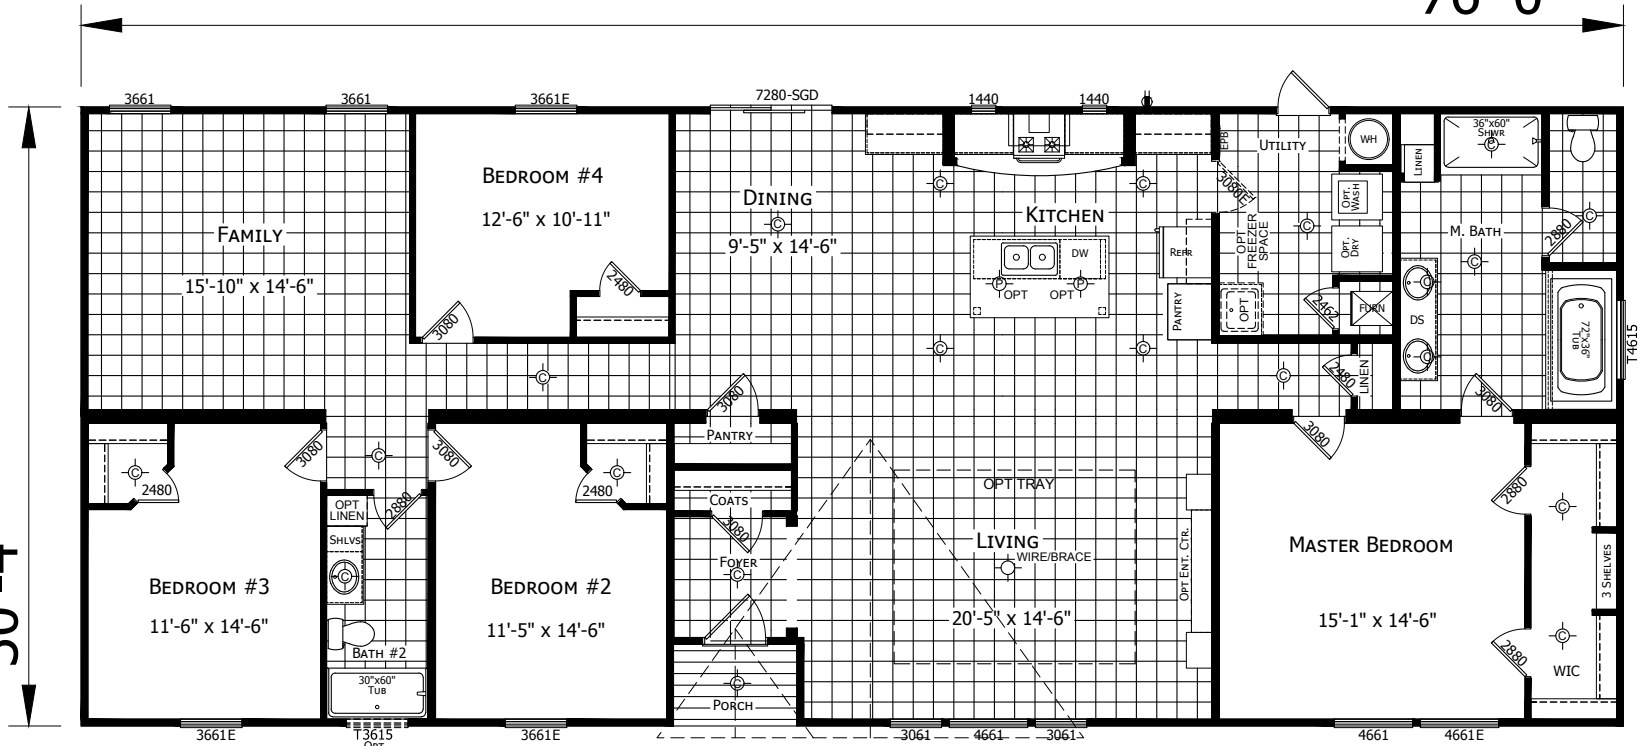 76' 0"
3661
3661
3661E
7280-SGD
1440
1440
FAMILY
15'-10" x 14'-6"
BEDROOM #4
12'-6" x 10'-11"
2480
3080
DINING
C
9'-5" x 14'-6"
KITCHEN
C
C
DW
P
P
OPT
OPT
REFR
PANTRY
C
C
EPB
UTILITY
3080E
OPT
FREEZER
SPACE
C
OPT
WH
OPT.
WASH
OPT.
DRY
2462
FURN
LINEN
36"x60"
SHWR
C
M. BATH
C
2880
C
C
DS
C
72"x36"
TUB
T4615
C
C
2480
LINEN
3080
3080
30'-4"
3080
3080
C
2480
C
2480
C
OPT
LINEN
2880
SHLVS
C
BATH #2
30"x60"
TUB
BEDROOM #3
11'-6" x 14'-6"
BEDROOM #2
11'-5" x 14'-6"
3080
PANTRY
COATS
3080
FOYER
C
C
PORCH
OPT TRAY
LIVING
WIRE/BRACE
20'-5" x 14'-6"
OPT ENT. CTR.
MASTER BEDROOM
15'-1" x 14'-6"
2880
C
3 SHELVES
C
2880
WIC
3661E
T3615
OPT
3661E
3061
4661
3061
4661
4661E